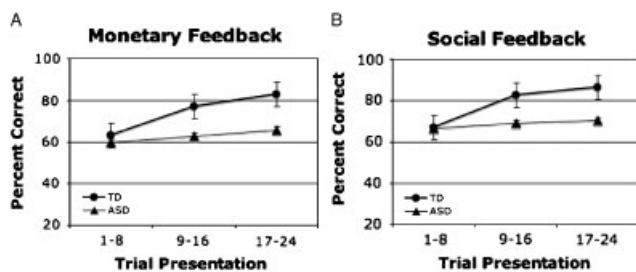 A
Monetary Feedback
Percent Correct
100
80
60
40
20
TD
ASD
1-8
9-16
17-24
Trial Presentation
B
Social Feedback
Percent Correct
100
80
60
40
20
TD
ASD
1-8
9-16
17-24
Trial Presentation